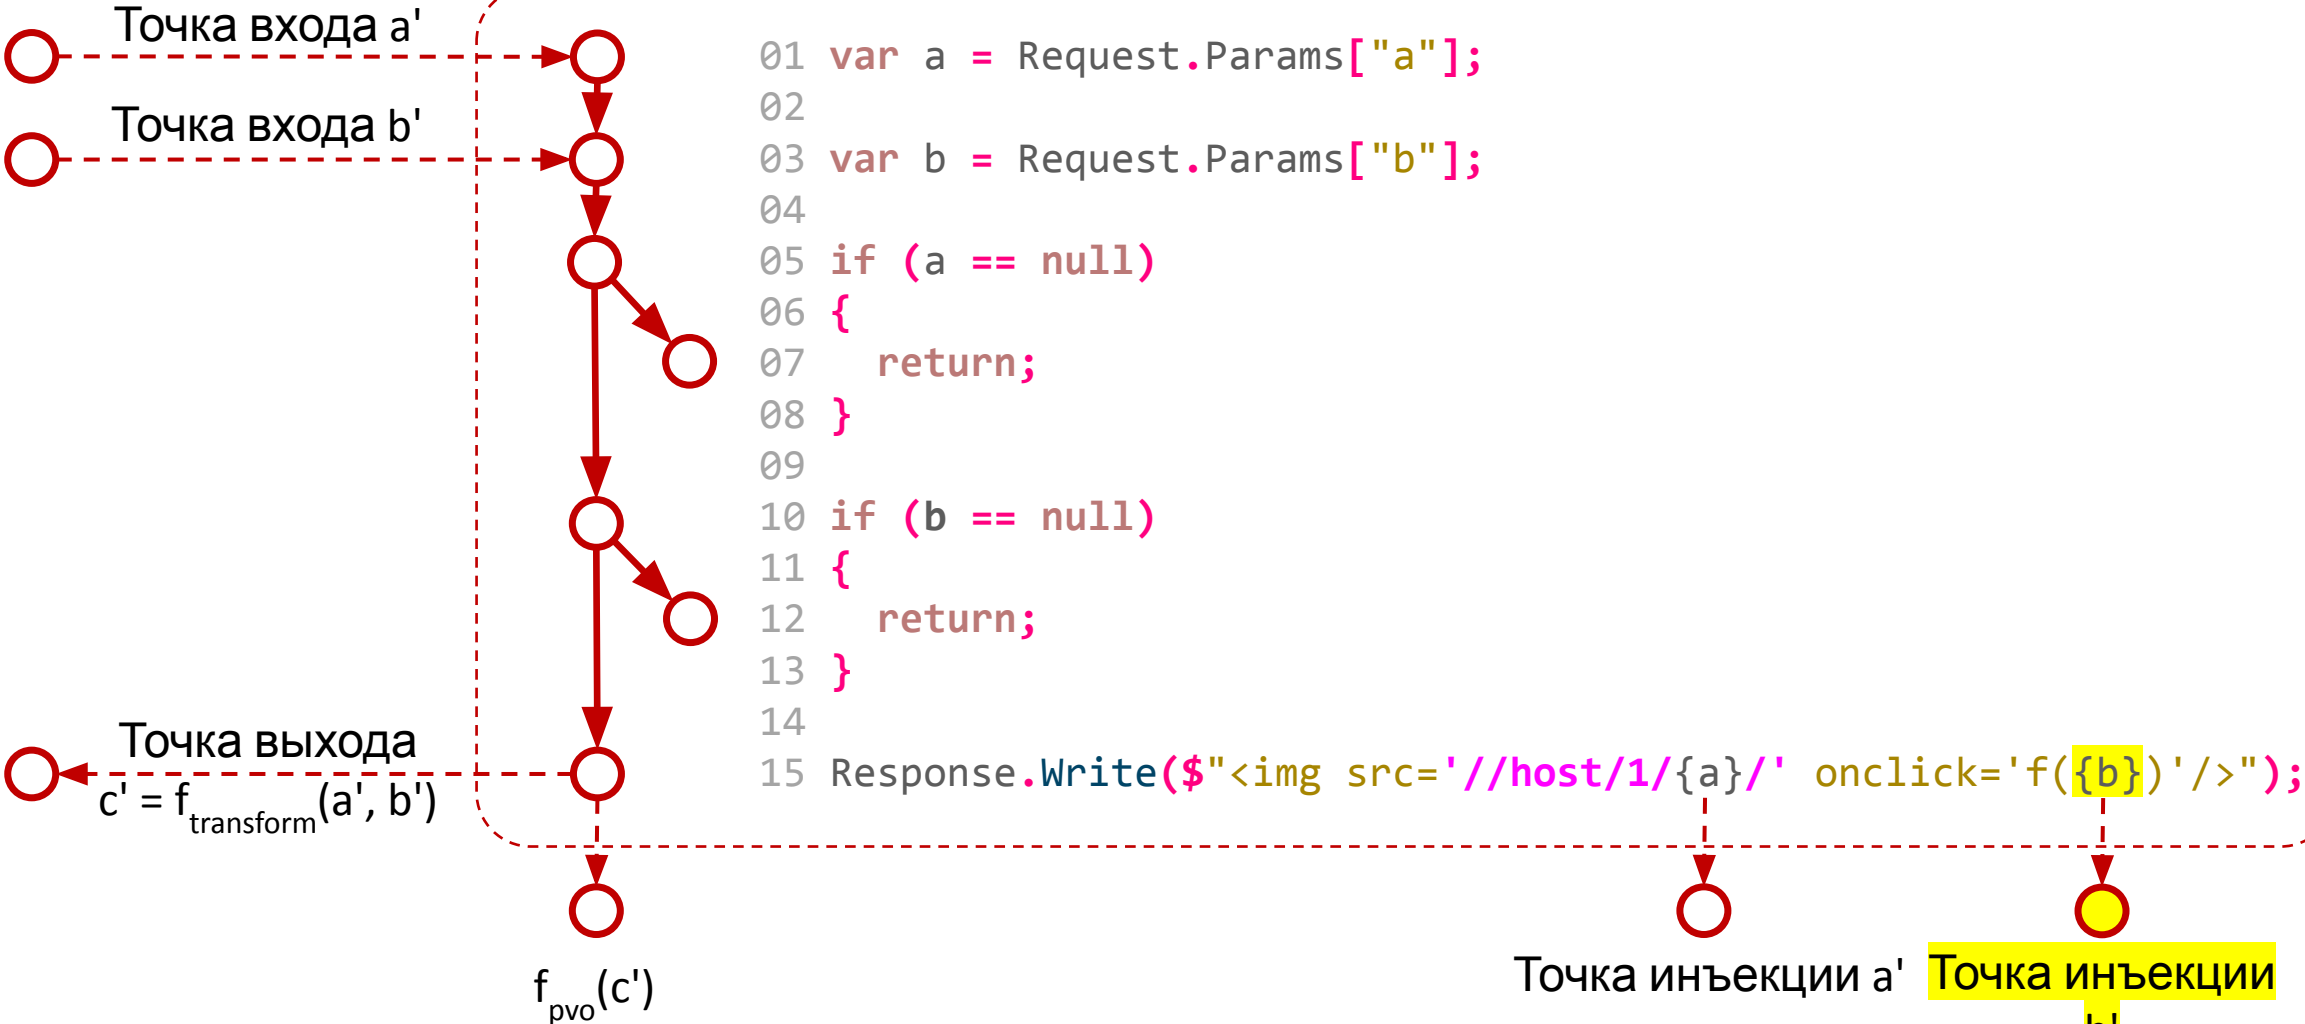 Точка входа a'
01 var a = Request.Params["a"];
02
Точка входа b'
03 var b = Request.Params["b"];
04
05 if (a == null)
06 {
07   return;
08 }
09
10 if (b == null)
11 {
12   return;
13 }
14
Точка выхода
15 Response.Write($"<img src='//host/1/{a}/' onclick='f({b})'/>");
c' = f_transform(a', b')
f_pvo(c')
Точка инъекции a'
Точка инъекции
b'